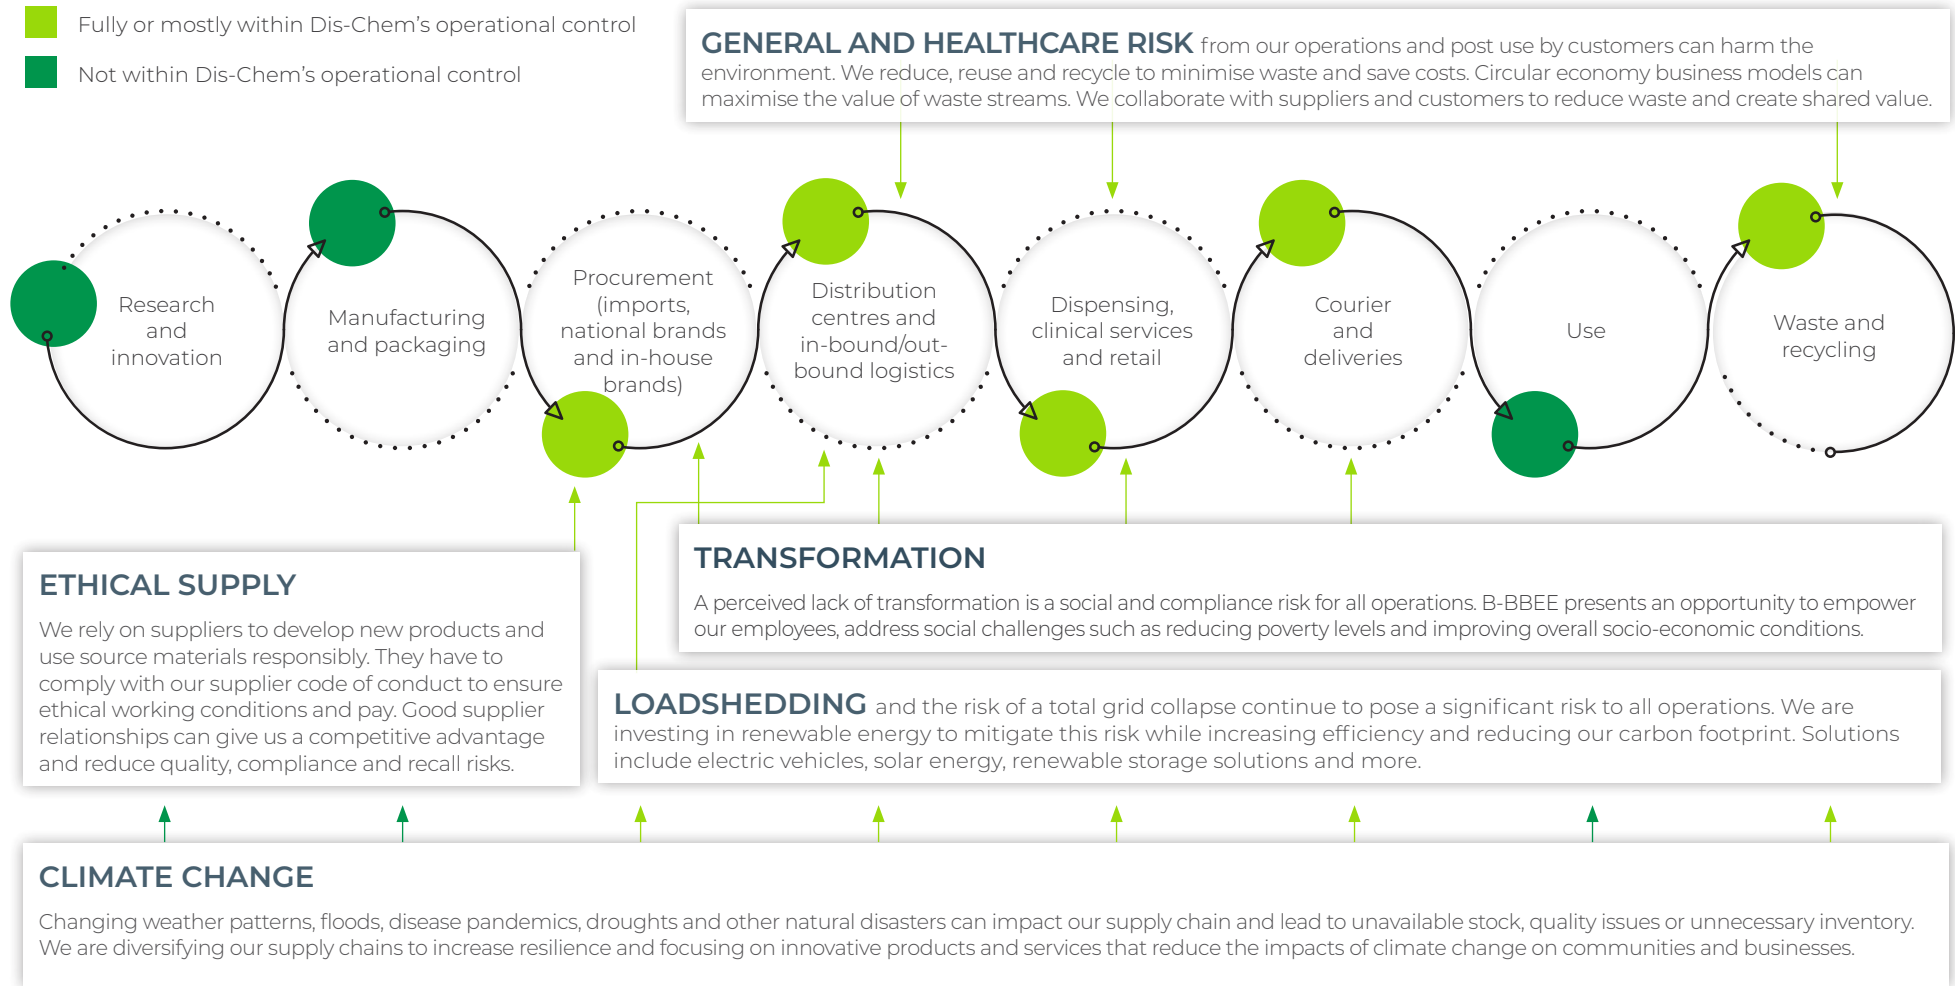 Fully or mostly within Dis-Chem's operational control
Not within Dis-Chem's operational control
GENERAL AND HEALTHCARE RISK from our operations and post use by customers can harm the
environment. We reduce, reuse and recycle to minimise waste and save costs. Circular economy business models can
maximise the value of waste streams. We collaborate with suppliers and customers to reduce waste and create shared value.
Research
and
innovation
Manufacturing
and packaging
Procurement
(imports,
national brands
and in-house
brands)
Distribution
centres and
in-bound/out-
bound logistics
Dispensing,
clinical services
and retail
Courier
and
deliveries
Use
Waste and
recycling
ETHICAL SUPPLY
We rely on suppliers to develop new products and
use source materials responsibly. They have to
comply with our supplier code of conduct to ensure
ethical working conditions and pay. Good supplier
relationships can give us a competitive advantage
and reduce quality, compliance and recall risks.
TRANSFORMATION
A perceived lack of transformation is a social and compliance risk for all operations. B-BBEE presents an opportunity to empower
our employees, address social challenges such as reducing poverty levels and improving overall socio-economic conditions.
LOADSHEDDING and the risk of a total grid collapse continue to pose a significant risk to all operations. We are
investing in renewable energy to mitigate this risk while increasing efficiency and reducing our carbon footprint. Solutions
include electric vehicles, solar energy, renewable storage solutions and more.
CLIMATE CHANGE
Changing weather patterns, floods, disease pandemics, droughts and other natural disasters can impact our supply chain and lead to unavailable stock, quality issues or unnecessary inventory.
We are diversifying our supply chains to increase resilience and focusing on innovative products and services that reduce the impacts of climate change on communities and businesses.